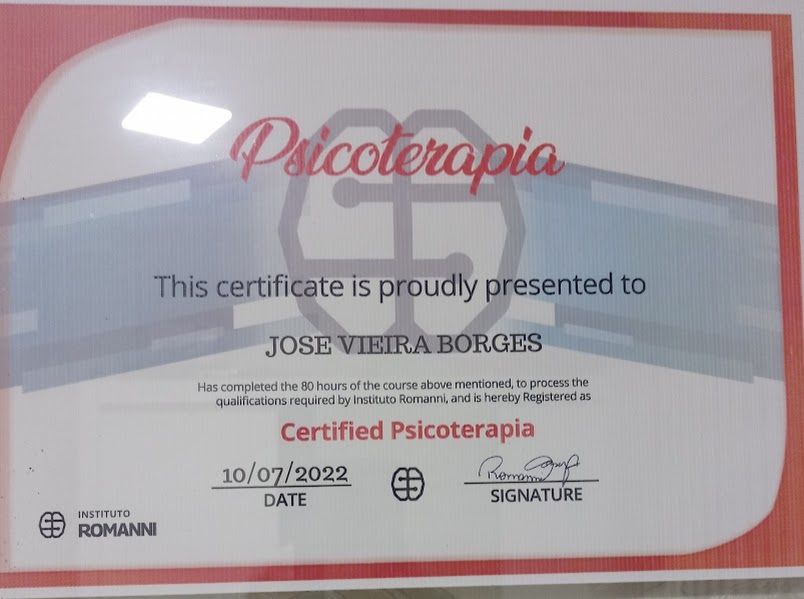 Psicoterapia
This certificate is proudly presented to
JOSE VIEIRA BORGES
Has completed the 80 hours of the course above mentioned, to process the
qualifications required by Instituto Romanni, and is hereby Registered as
Certified Psicoterapia
10/07/2022
DATE
SIGNATURE
INSTITUTO
ROMANNI